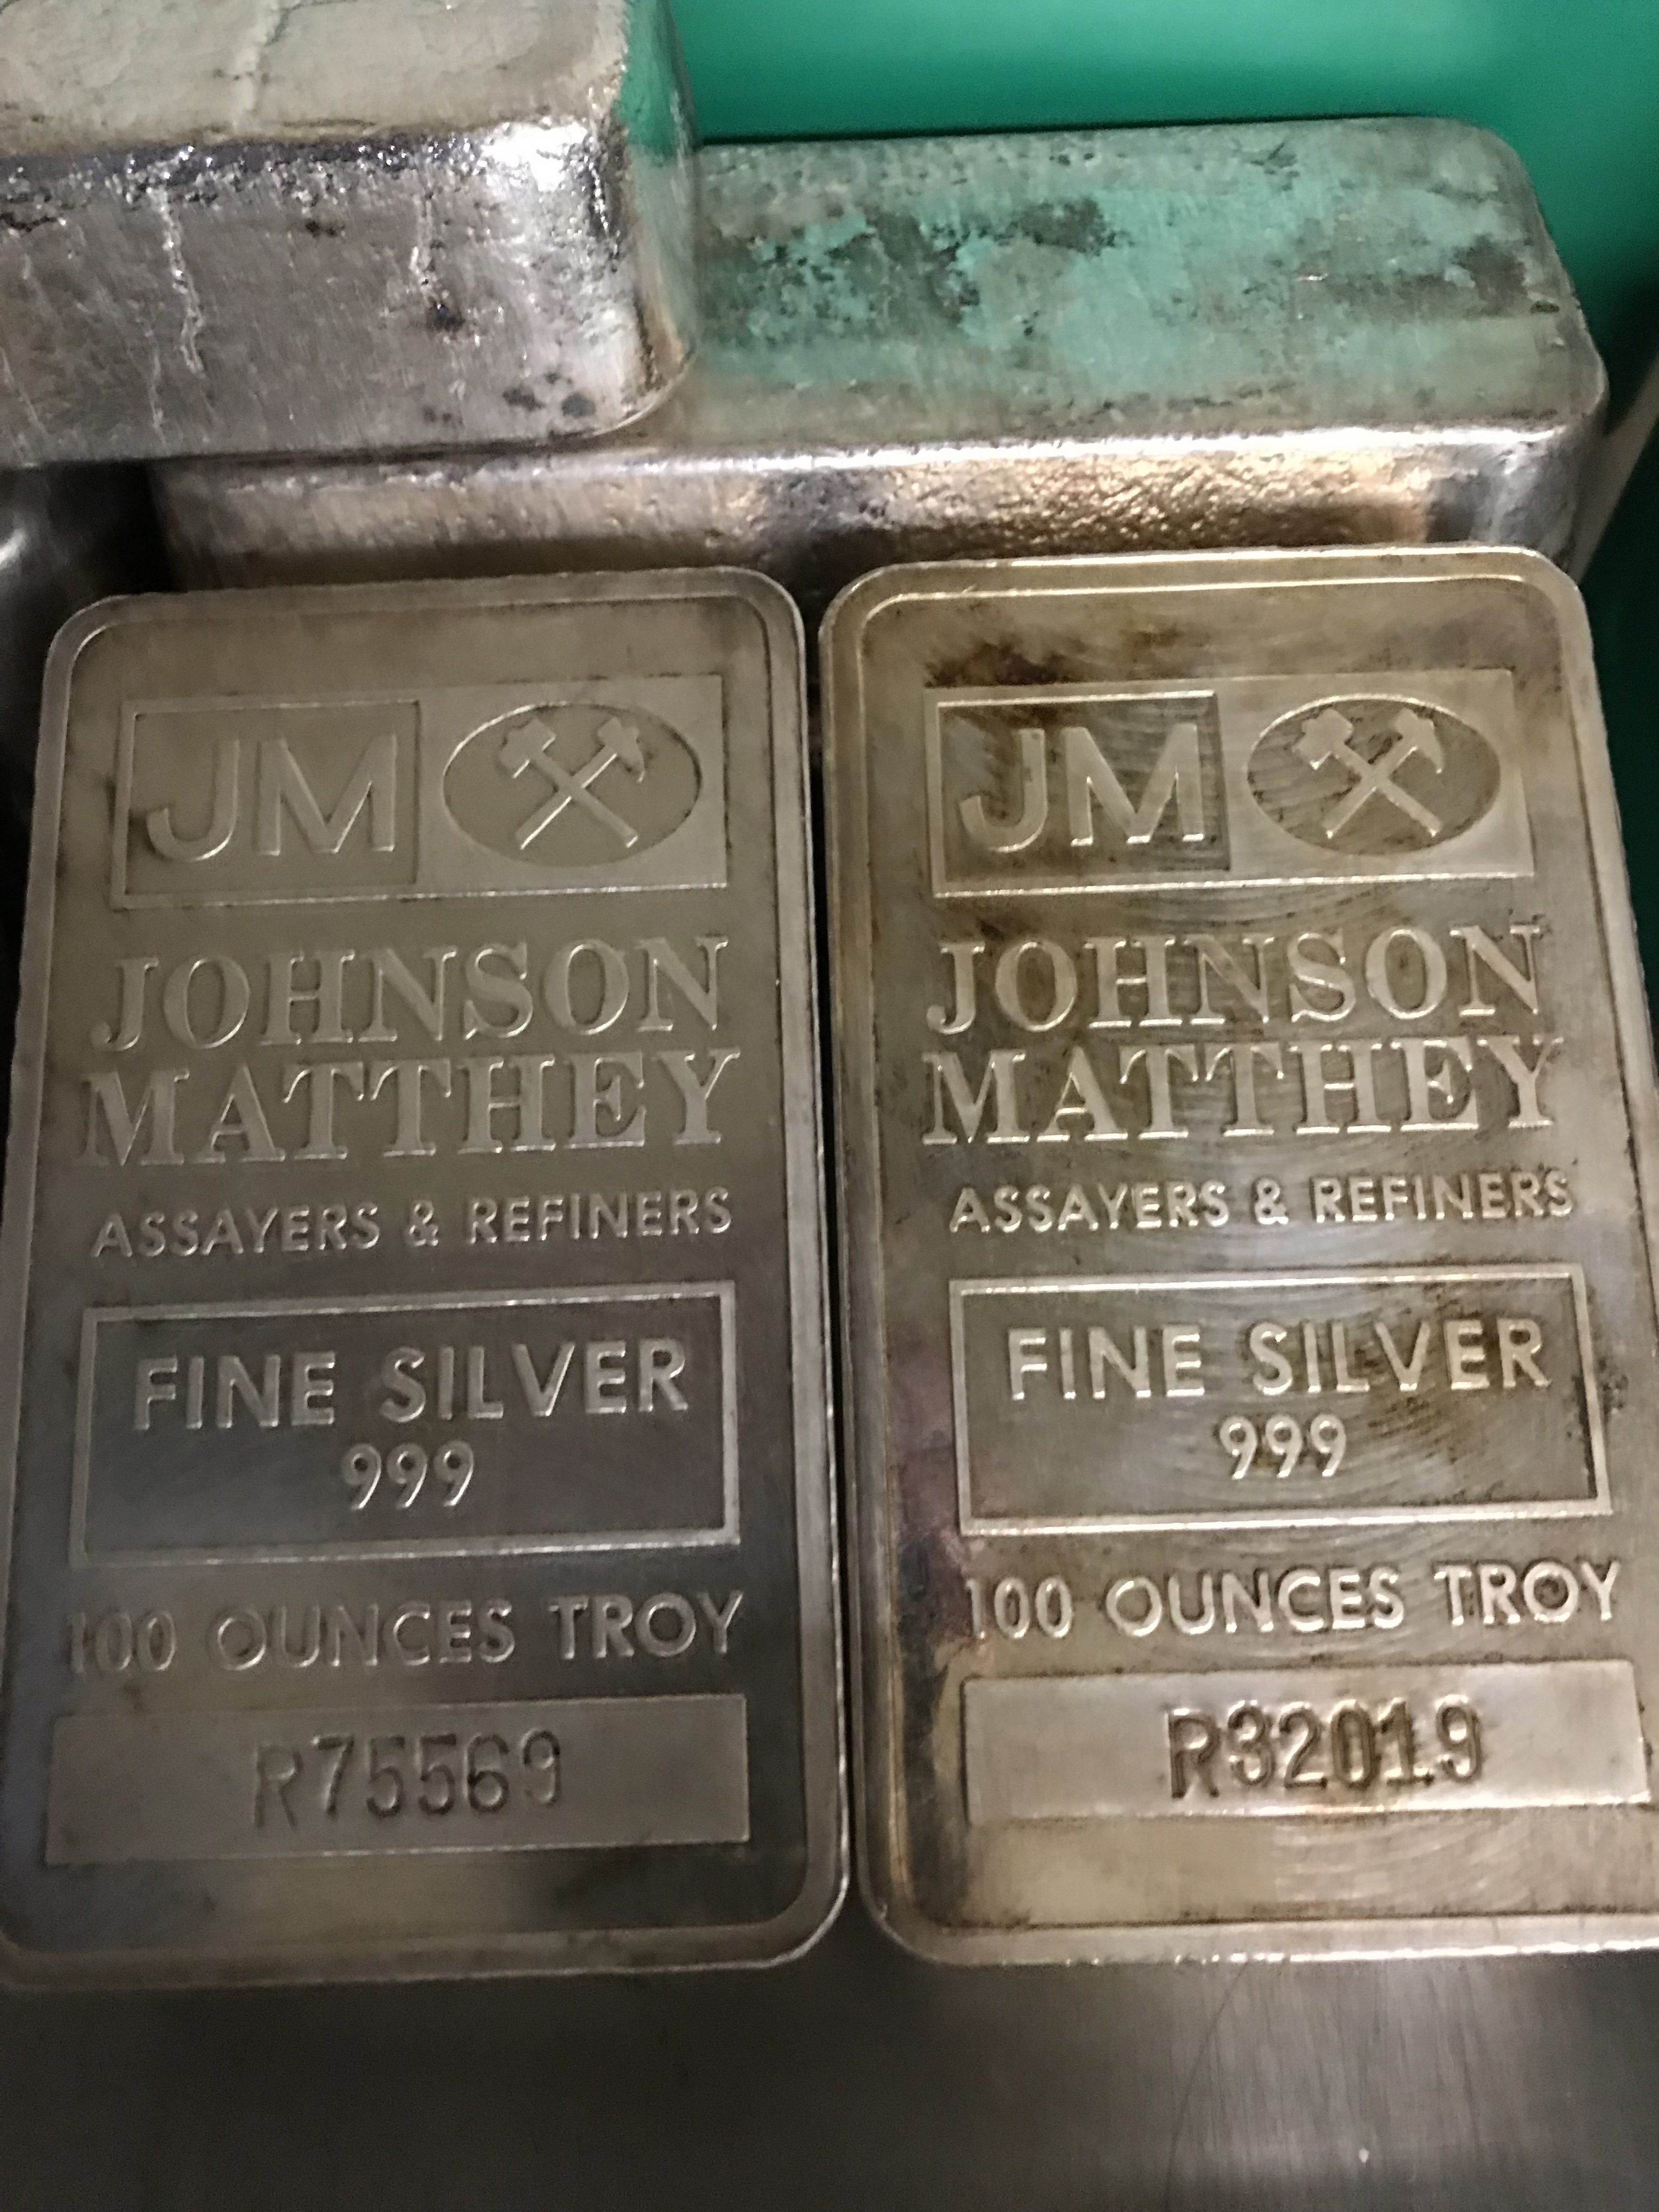 JM
JOHNSON
MATTHEY
ASSAYERS & REFINERS
FINE SILVER
999
100 OUNCES TROY
R75569
JM
JOHNSON
MATTHEY
ASSAYERS & REFINERS
FINE SILVER
999
100 OUNCES TROY
R32019